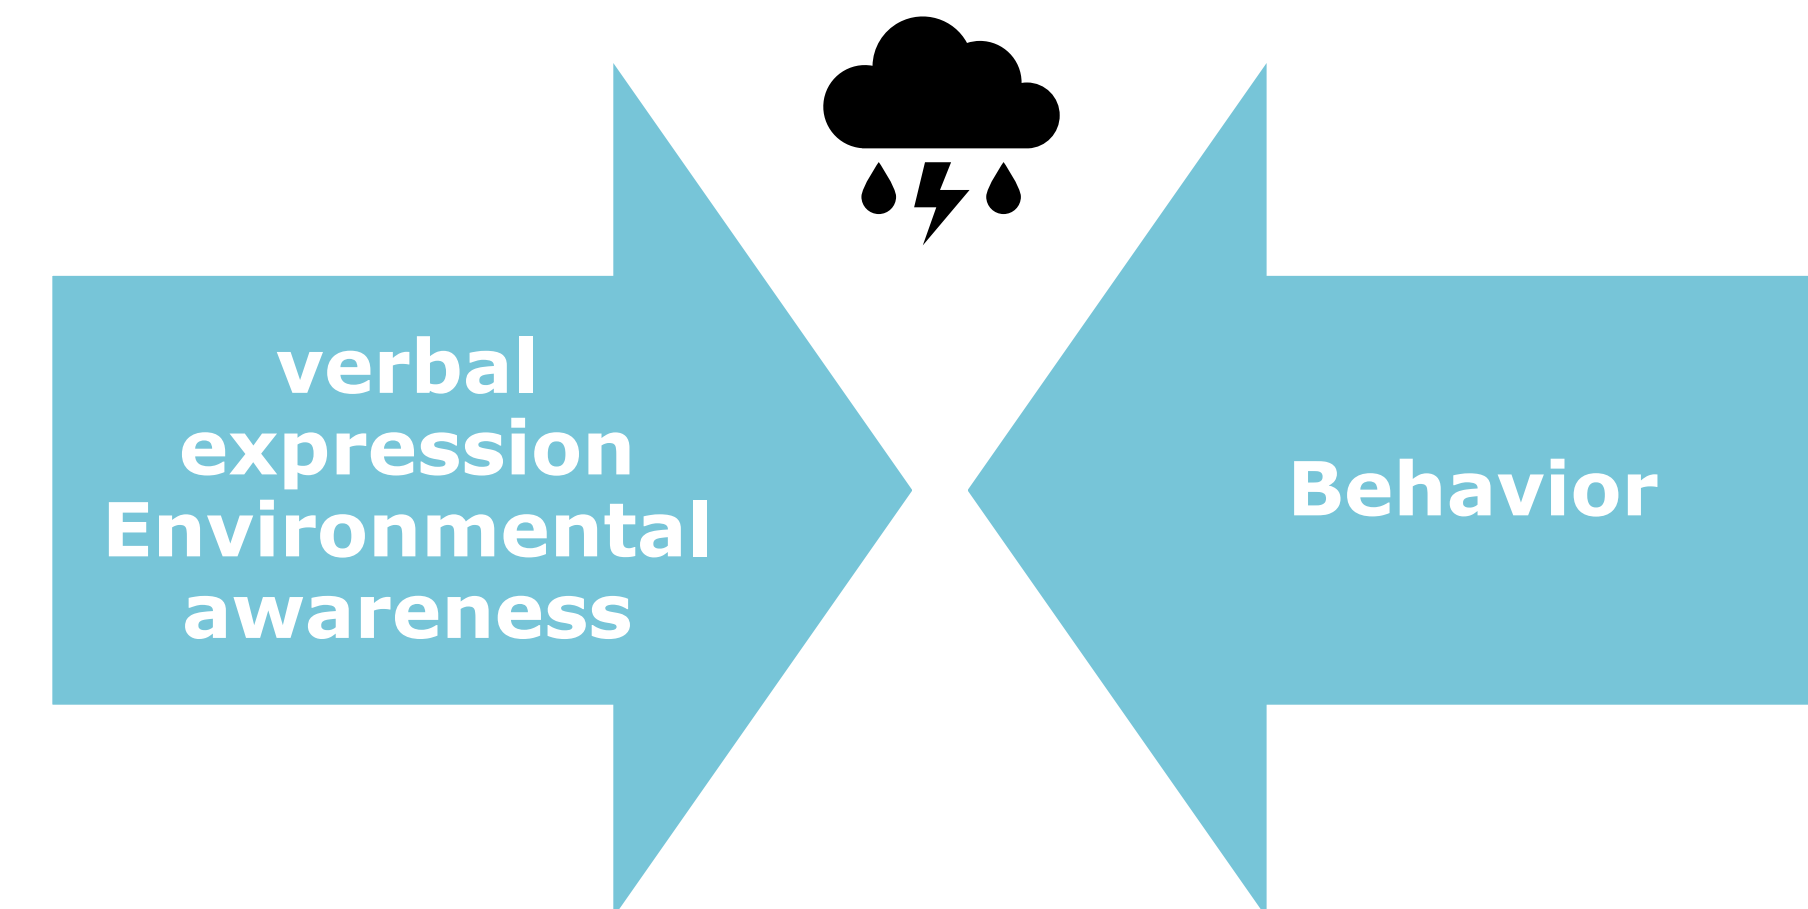 verbal
expression
Environmental
awareness
Behavior